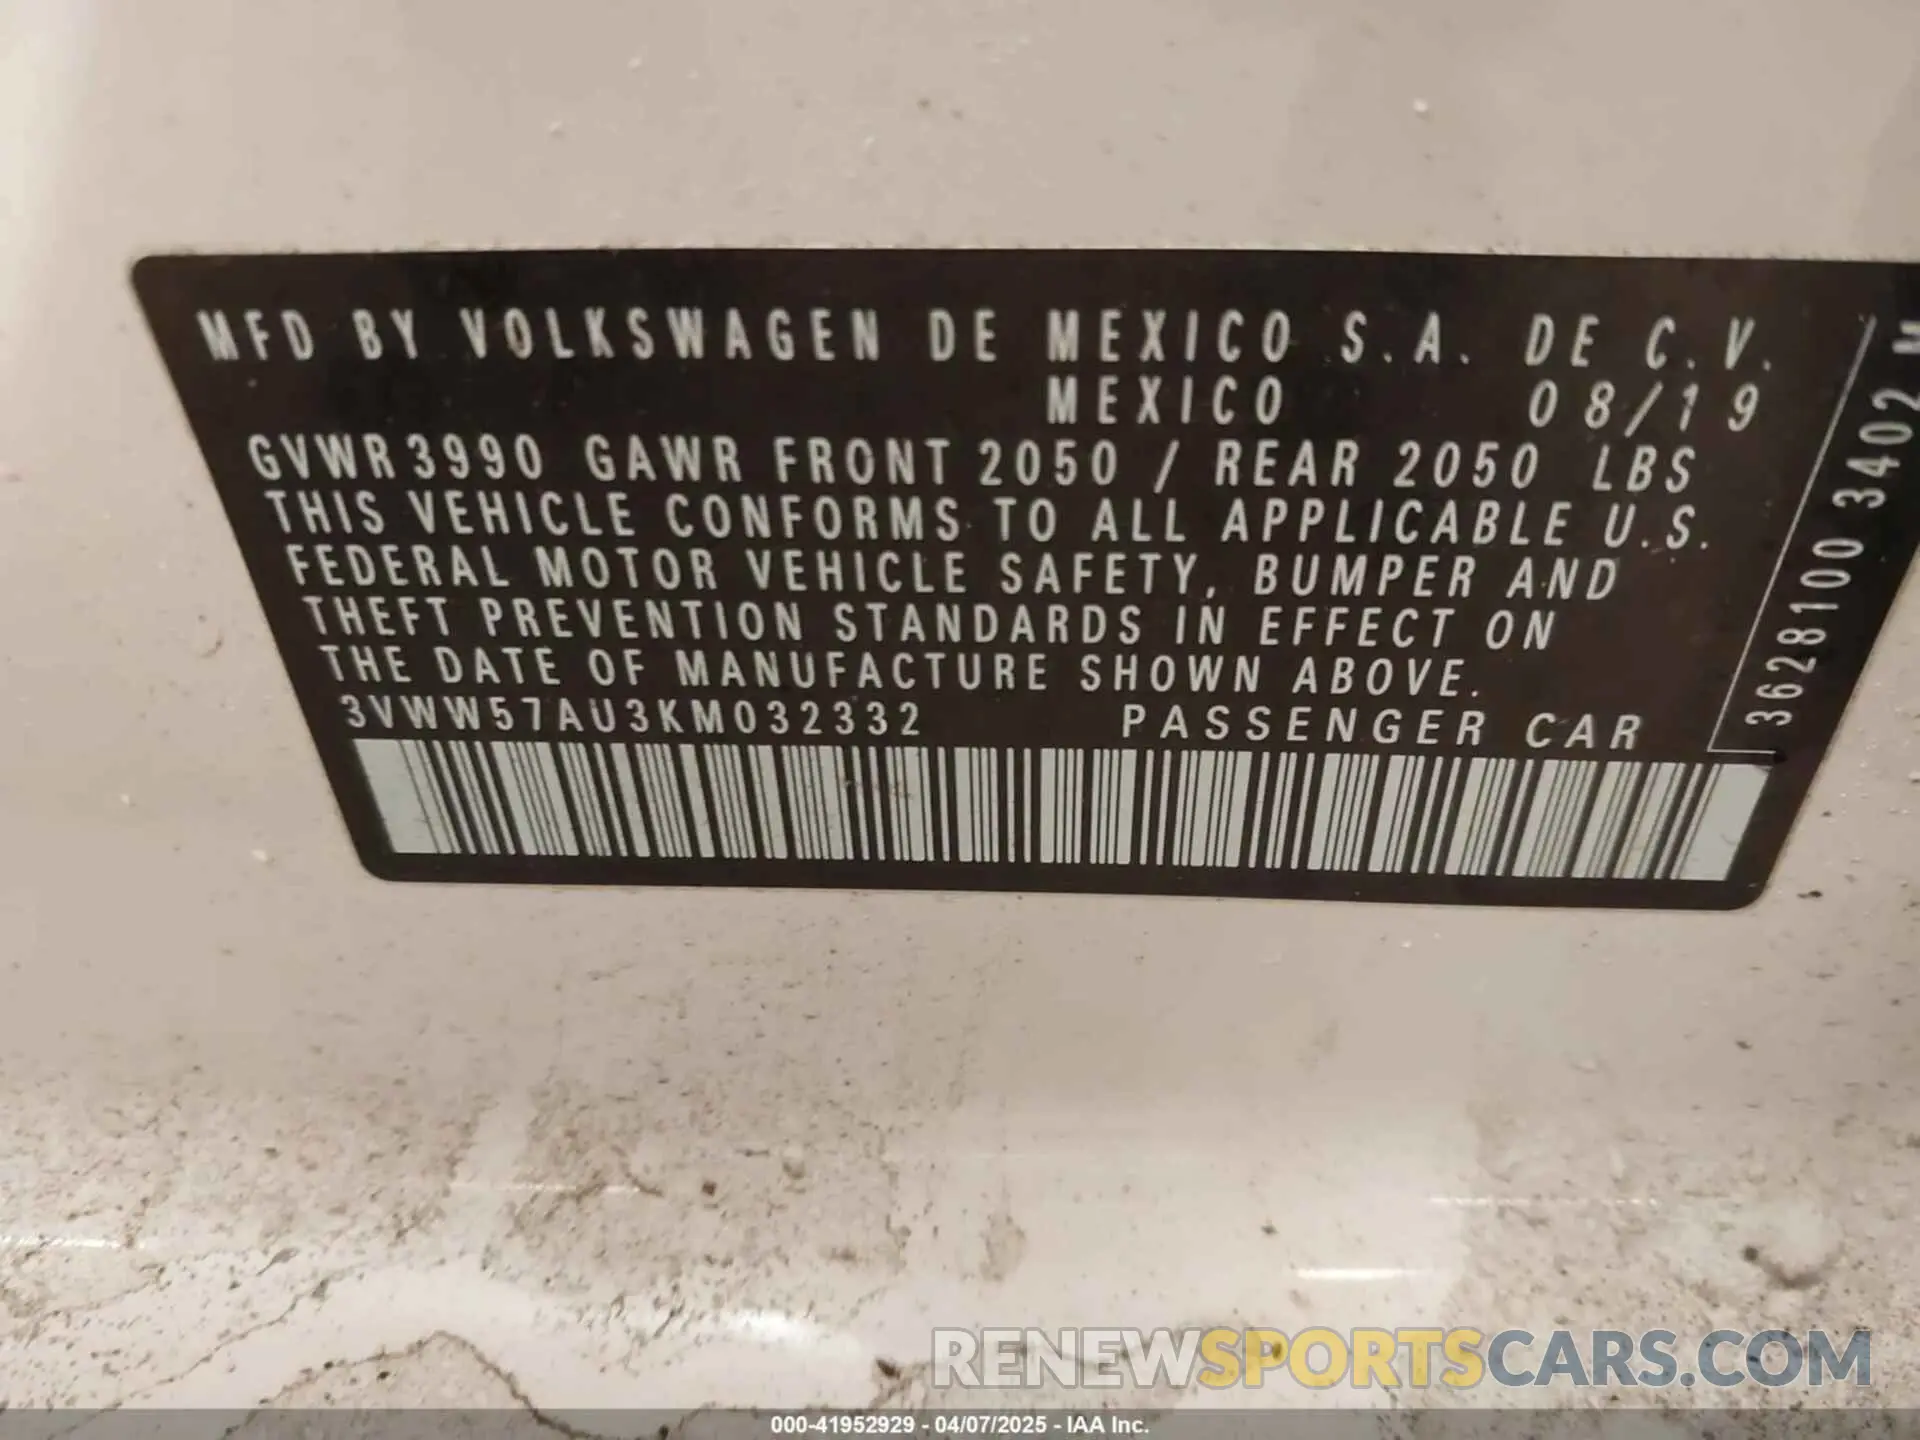 MFD BY VOLKSWAGEN DE MEXICO S.A. DE C.V.
MEXICO 08/19
GVWR 3990 GAWR FRONT 2050 / REAR 2050 LBS
THIS VEHICLE CONFORMS TO ALL APPLICABLE U.S.
FEDERAL MOTOR VEHICLE SAFETY, BUMPER AND
THEFT PREVENTION STANDARDS IN EFFECT ON
THE DATE OF MANUFACTURE SHOWN ABOVE.
3VWW57AU3KM032332 PASSENGER CAR
3628100 3402 M
RENEWSPORTSCARS.COM
000-41952929 - 04/07/2025 - IAA Inc.